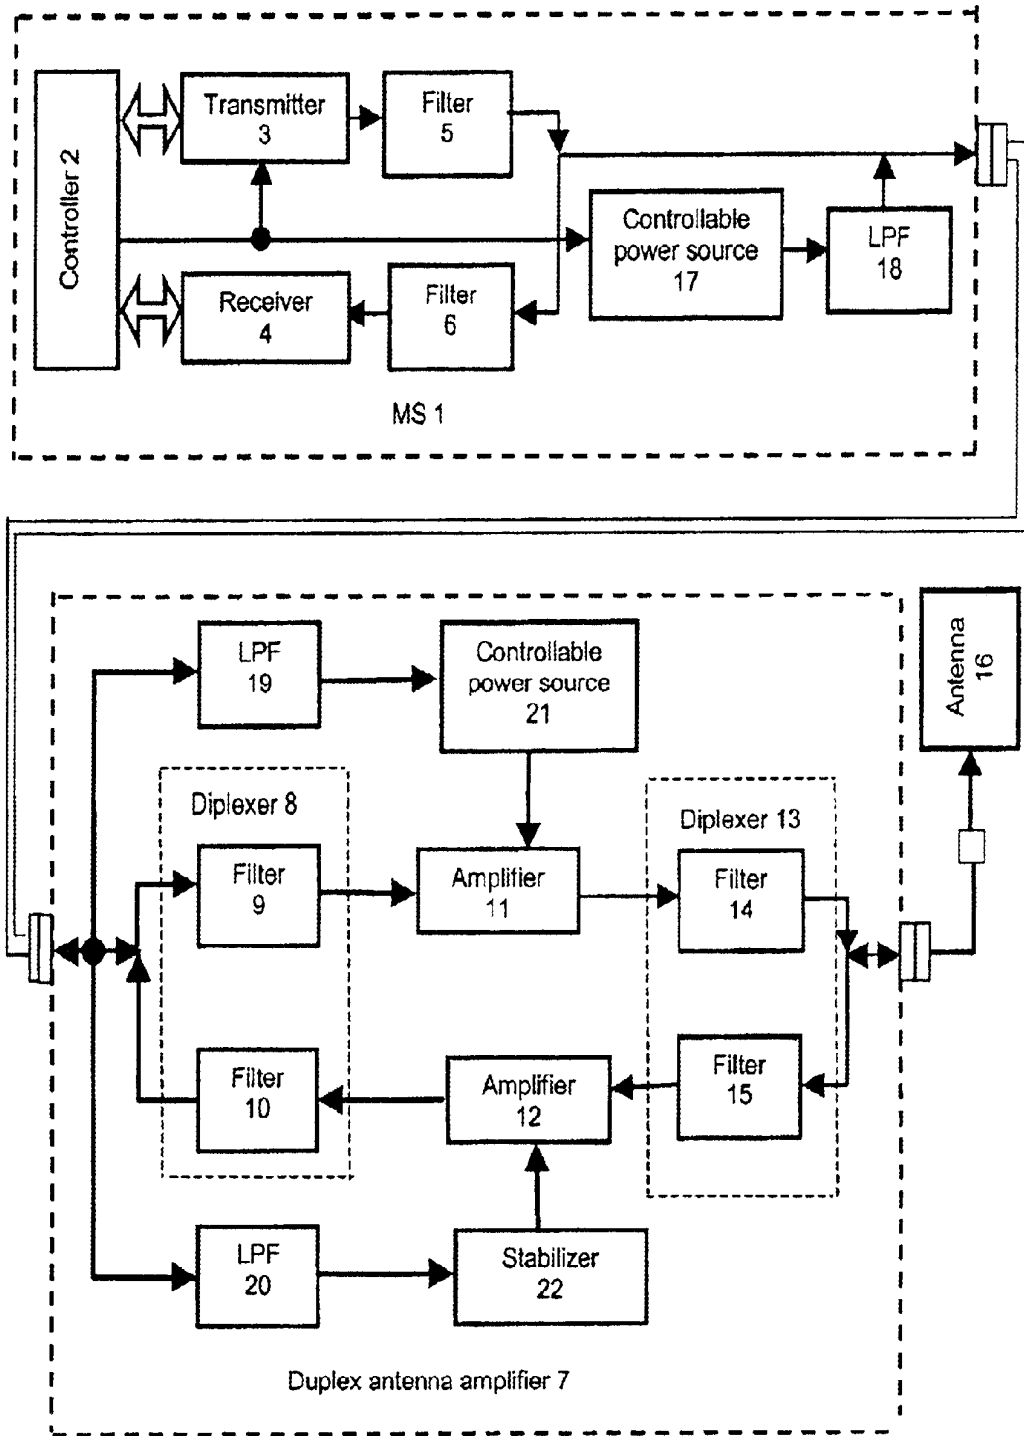 Controller 2
Transmitter
3
Filter
5
Controllable
power source
17
LPF
18
Receiver
4
Filter
6
MS 1
LPF
19
Controllable
power source
21
Antenna
16
Diplexer 8
Diplexer 13
Filter
9
Amplifier
11
Filter
14
Filter
10
Amplifier
12
Filter
15
LPF
20
Stabilizer
22
Duplex antenna amplifier 7